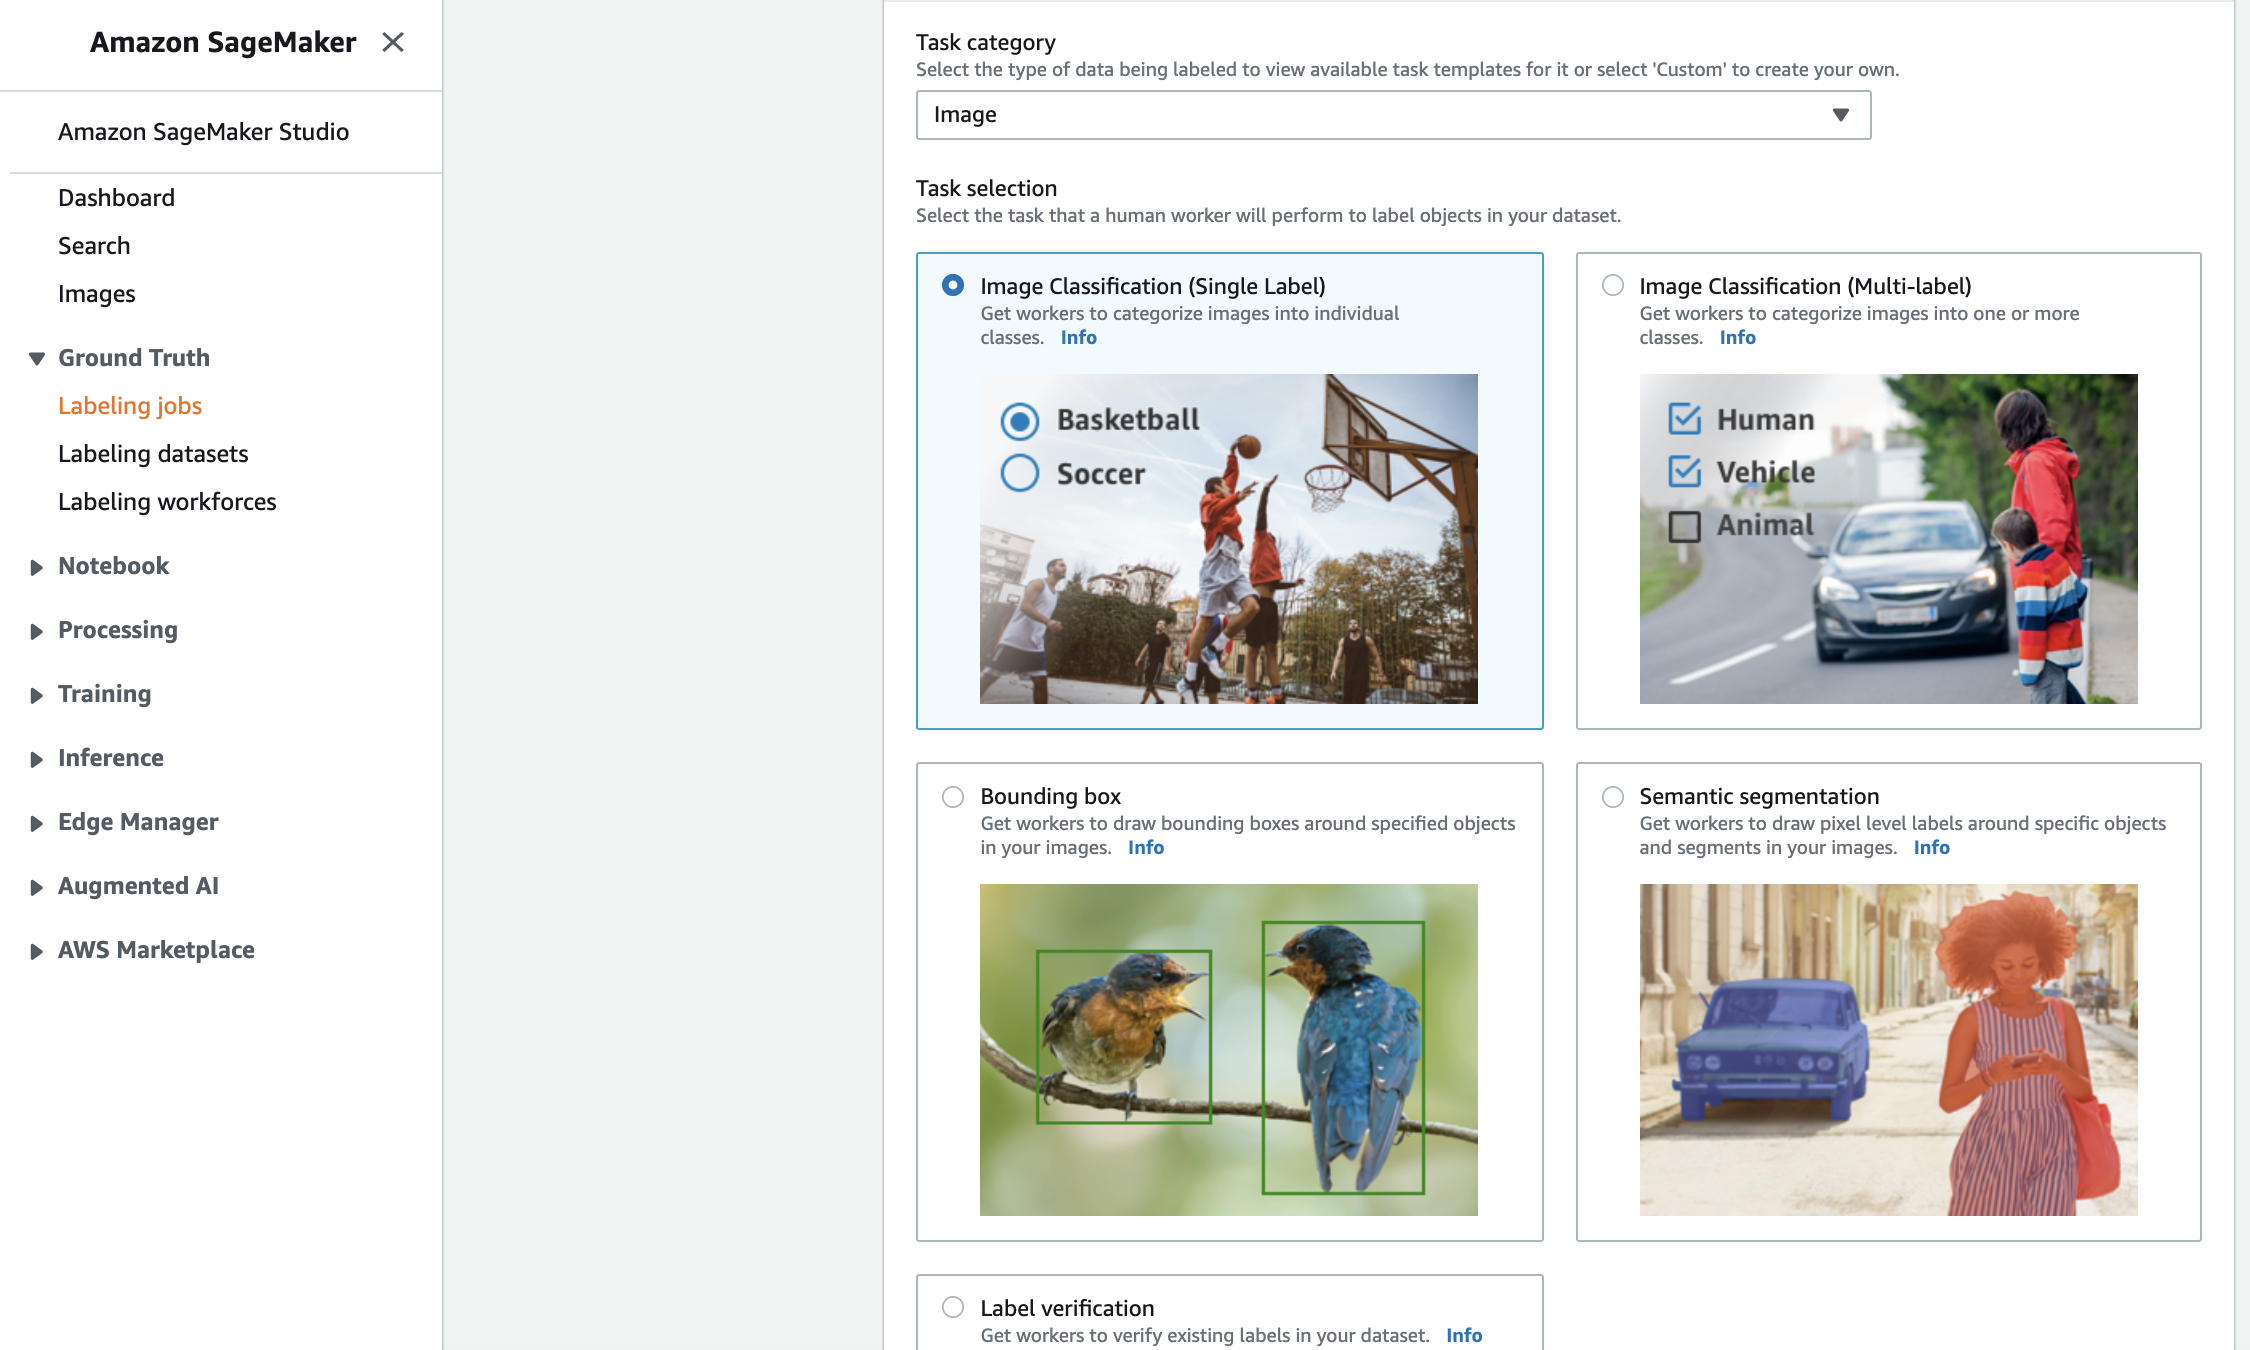 Amazon SageMaker
Amazon SageMaker Studio
Dashboard
Search
Images
Ground Truth
Labeling jobs
Labeling datasets
Labeling workforces
Notebook
Processing
Training
Inference
Edge Manager
Augmented AI
AWS Marketplace
Task category
Select the type of data being labeled to view available task templates for it or select 'Custom' to create your own.
Image
Task selection
Select the task that a human worker will perform to label objects in your dataset.
Image Classification (Single Label)
Get workers to categorize images into individual
classes. Info
Basketball
Soccer
Image Classification (Multi-label)
Get workers to categorize images into one or more
classes. Info
Human
Vehicle
Animal
Bounding box
Get workers to draw bounding boxes around specified objects
in your images. Info
Semantic segmentation
Get workers to draw pixel level labels around specific objects
and segments in your images. Info
Label verification
Get workers to verify existing labels in your dataset. Info